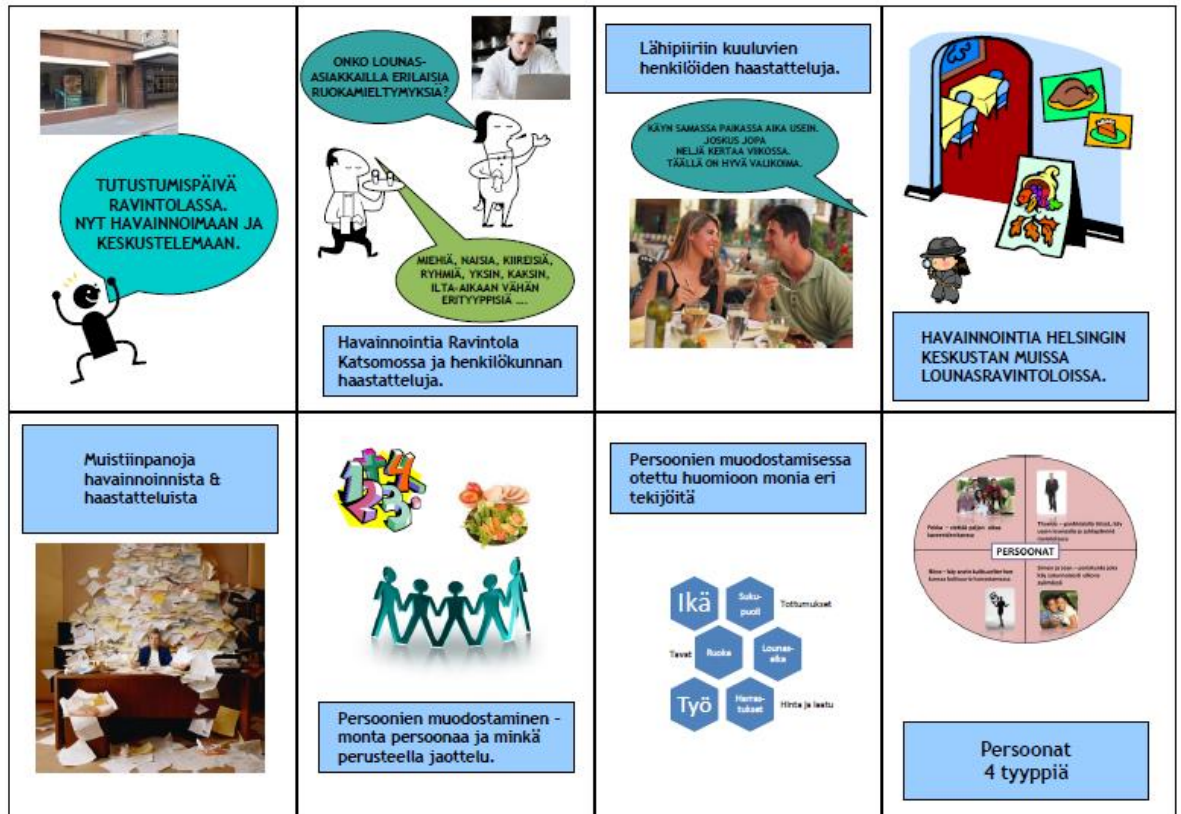 TUTUSTUMISPÄIVÄ
RAVINTOLASSA.
NYT HAVAINNOIMAAN JA
KESKUSTELEMAAN.
ONKO LOUNAS-
ASIAKKAILLA ERILAISIA
RUOKAMIELTYMYKSIÄ?
MIEHIÄ, NAISIA, KIIREISIÄ,
RYHMIÄ, YKSIN, KAKSIN,
ILTA-AIKAAN VÄHÄN
ERITYYPPISIÄ ....
Havainnointia Ravintola
Katsomossa ja henkilökunnan
haastatteluja.
Lähipiiriin kuuluvien
henkilöiden haastatteluja.
KÄYN SAMASSA PAIKASSA AIKA USEIN.
JOSKUS JOPA
NELJÄ KERTAA VIIKOSSA.
TÄÄLLÄ ON HYVÄ VALIKOIMA.
HAVAINNOINTIA HELSINGIN
KESKUSTAN MUISSA
LOUNASRAVINTOLOISSA.
Muistiinpanoja
havainnoinnista &
haastatteluista
Persoonien muodostaminen –
monta persoonaa ja minkä
perusteella jaottelu.
Persoonien muodostamisessa
otettu huomioon monia eri
tekijöitä
Ikä
Suku-
puoli
Tottumukset
Tavat
Ruoka
Lounas-
aika
Työ
Harras-
tukset
Hinta ja laatu
PERSOONAT
Persoonat
4 tyyppiä